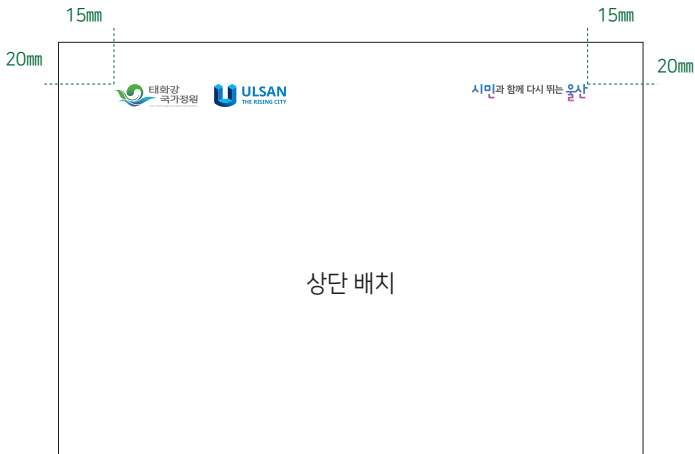 15mm
15mm
20mm
20mm
태화강
국가정원
ULSAN
THE RISING CITY
시민과 함께 다시 뛰는 울산
상단 배치